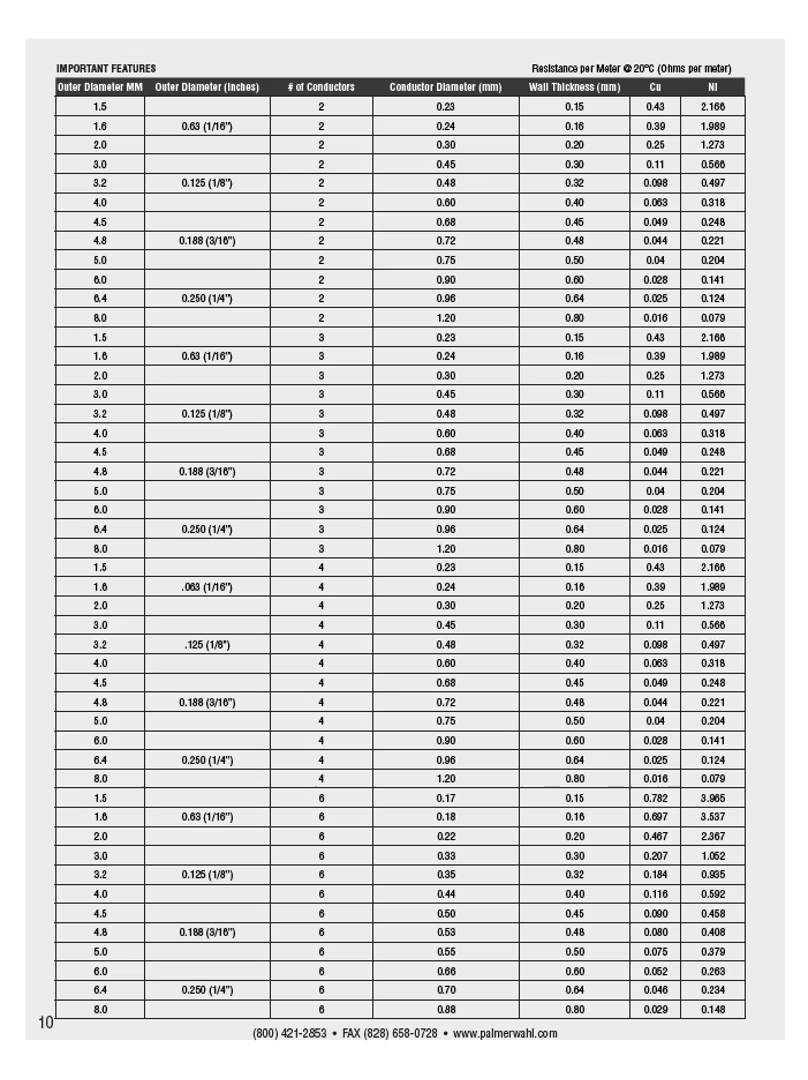 IMPORTANT FEATURES Resistance per Meter @ 20°C (Ohms per meter)
Outer Diameter MM Outer Diameter (Inches) # of Conductors Conductor Diameter (mm) Wall Thickness (mm) Cu Ni
1.5 2 0.23 0.15 0.43 2.166
1.6 0.63 (1/16") 2 0.24 0.16 0.39 1.989
2.0 2 0.30 0.20 0.25 1.273
3.0 2 0.45 0.30 0.11 0.566
3.2 0.125 (1/8") 2 0.48 0.32 0.098 0.497
4.0 2 0.60 0.40 0.063 0.318
4.5 2 0.68 0.45 0.049 0.248
4.8 0.188 (3/16") 2 0.72 0.48 0.044 0.221
5.0 2 0.75 0.50 0.04 0.204
6.0 2 0.90 0.60 0.028 0.141
6.4 0.250 (1/4") 2 0.96 0.64 0.025 0.124
8.0 2 1.20 0.80 0.016 0.079
1.5 3 0.23 0.15 0.43 2.166
1.6 0.63 (1/16") 3 0.24 0.16 0.39 1.989
2.0 3 0.30 0.20 0.25 1.273
3.0 3 0.45 0.30 0.11 0.566
3.2 0.125 (1/8") 3 0.48 0.32 0.098 0.497
4.0 3 0.60 0.40 0.063 0.318
4.5 3 0.68 0.45 0.049 0.248
4.8 0.188 (3/16") 3 0.72 0.48 0.044 0.221
5.0 3 0.75 0.50 0.04 0.204
6.0 3 0.90 0.60 0.028 0.141
6.4 0.250 (1/4") 3 0.96 0.64 0.025 0.124
8.0 3 1.20 0.80 0.016 0.079
1.5 4 0.23 0.15 0.43 2.166
1.6 .063 (1/16") 4 0.24 0.16 0.39 1.989
2.0 4 0.30 0.20 0.25 1.273
3.0 4 0.45 0.30 0.11 0.566
3.2 .125 (1/8") 4 0.48 0.32 0.098 0.497
4.0 4 0.60 0.40 0.063 0.318
4.5 4 0.68 0.45 0.049 0.248
4.8 0.188 (3/16") 4 0.72 0.48 0.044 0.221
5.0 4 0.75 0.50 0.04 0.204
6.0 4 0.90 0.60 0.028 0.141
6.4 0.250 (1/4") 4 0.96 0.64 0.025 0.124
8.0 4 1.20 0.80 0.016 0.079
1.5 6 0.17 0.15 0.782 3.965
1.6 0.63 (1/16") 6 0.18 0.16 0.697 3.537
2.0 6 0.22 0.20 0.467 2.367
3.0 6 0.33 0.30 0.207 1.052
3.2 0.125 (1/8") 6 0.35 0.32 0.184 0.935
4.0 6 0.44 0.40 0.116 0.592
4.5 6 0.50 0.45 0.090 0.458
4.8 0.188 (3/16") 6 0.53 0.48 0.080 0.408
5.0 6 0.55 0.50 0.075 0.379
6.0 6 0.66 0.60 0.052 0.263
6.4 0.250 (1/4") 6 0.70 0.64 0.046 0.234
8.0 6 0.88 0.80 0.029 0.148
10
(800) 421-2853 • FAX (828) 658-0728 • www.palmerwahl.com